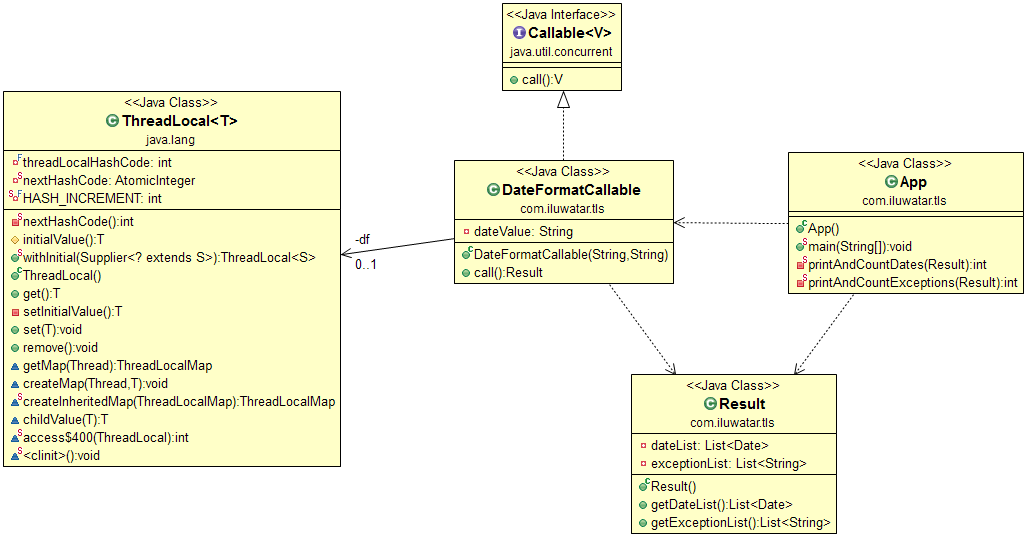 <<Java Interface>>
I Callable<V>
java.util.concurrent
call():V
<<Java Class>>
C ThreadLocal<T>
java.lang
F threadLocalHashCode: int
S nextHashCode: AtomicInteger
S F HASH_INCREMENT: int
S nextHashCode():int
initialValue():T
S withInitial(Supplier<? extends S>):ThreadLocal<S>
C ThreadLocal()
get():T
setInitialValue():T
set(T):void
remove():void
getMap(Thread):ThreadLocalMap
createMap(Thread,T):void
S createInheritedMap(ThreadLocalMap):ThreadLocalMap
childValue(T):T
S access$400(ThreadLocal):int
S <clinit>():void
-df
0..1
<<Java Class>>
C DateFormatCallable
com.iluwatar.tls
dateValue: String
C DateFormatCallable(String,String)
call():Result
<<Java Class>>
C App
com.iluwatar.tls
C App()
S main(String[]):void
S printAndCountDates(Result):int
S printAndCountExceptions(Result):int
<<Java Class>>
C Result
com.iluwatar.tls
dateList: List<Date>
exceptionList: List<String>
C Result()
getDateList():List<Date>
getExceptionList():List<String>